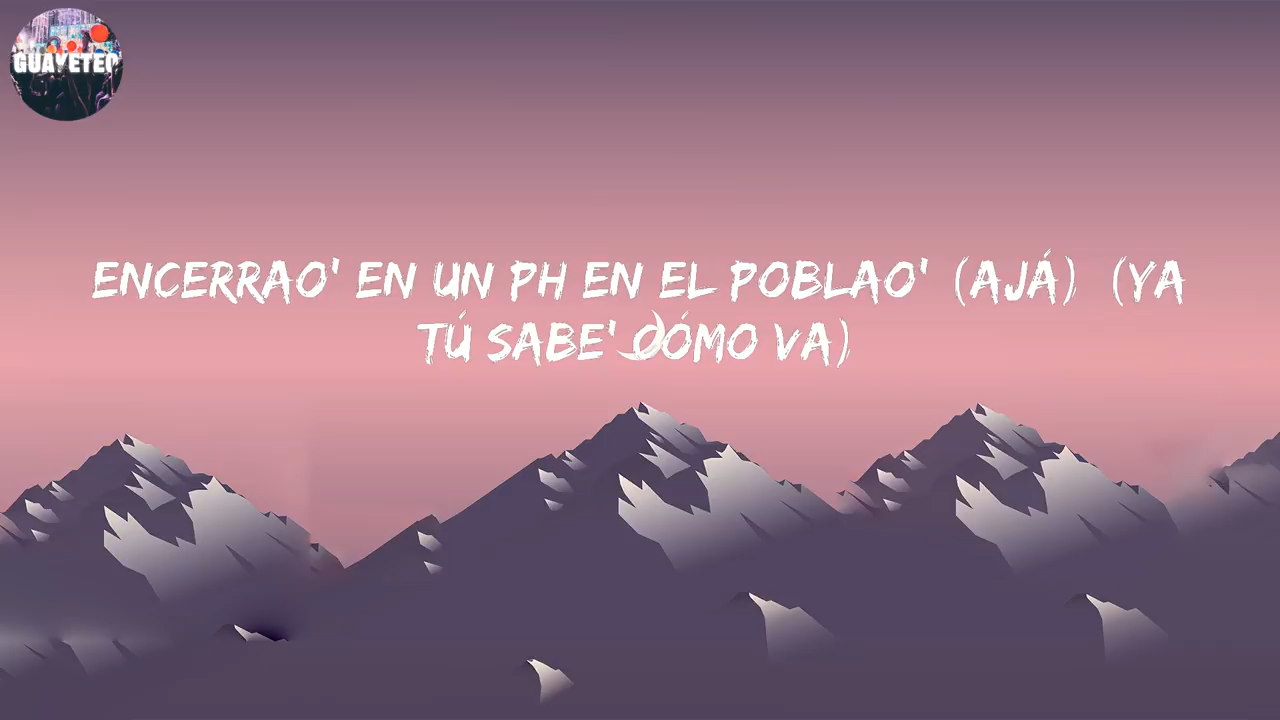 GUAYETEO
ENCERRAO' EN UN PH EN EL POBLAO' (AJÁ) (YA
TÚ SABE' CÓMO VA)